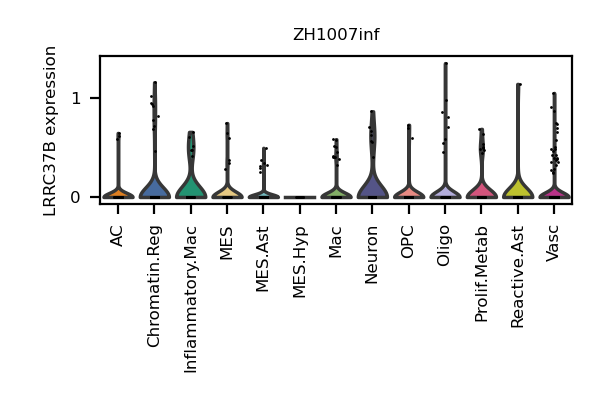 ZH1007inf
LRRC37B expression
1
0
AC
Chromatin.Reg
Inflammatory.Mac
MES
MES.Ast
MES.Hyp
Mac
Neuron
OPC
Oligo
Prolif.Metab
Reactive.Ast
Vasc